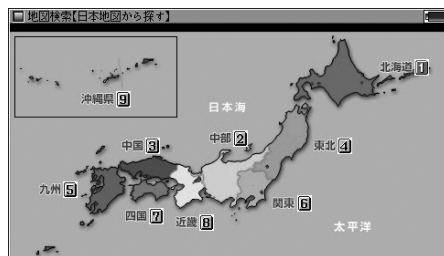 地図検索【日本地図から探す】
北海道 1
沖縄県 9
日本海
中部 2
中国 3
東北 4
九州 5
関東 6
四国 7
近畿 8
太平洋